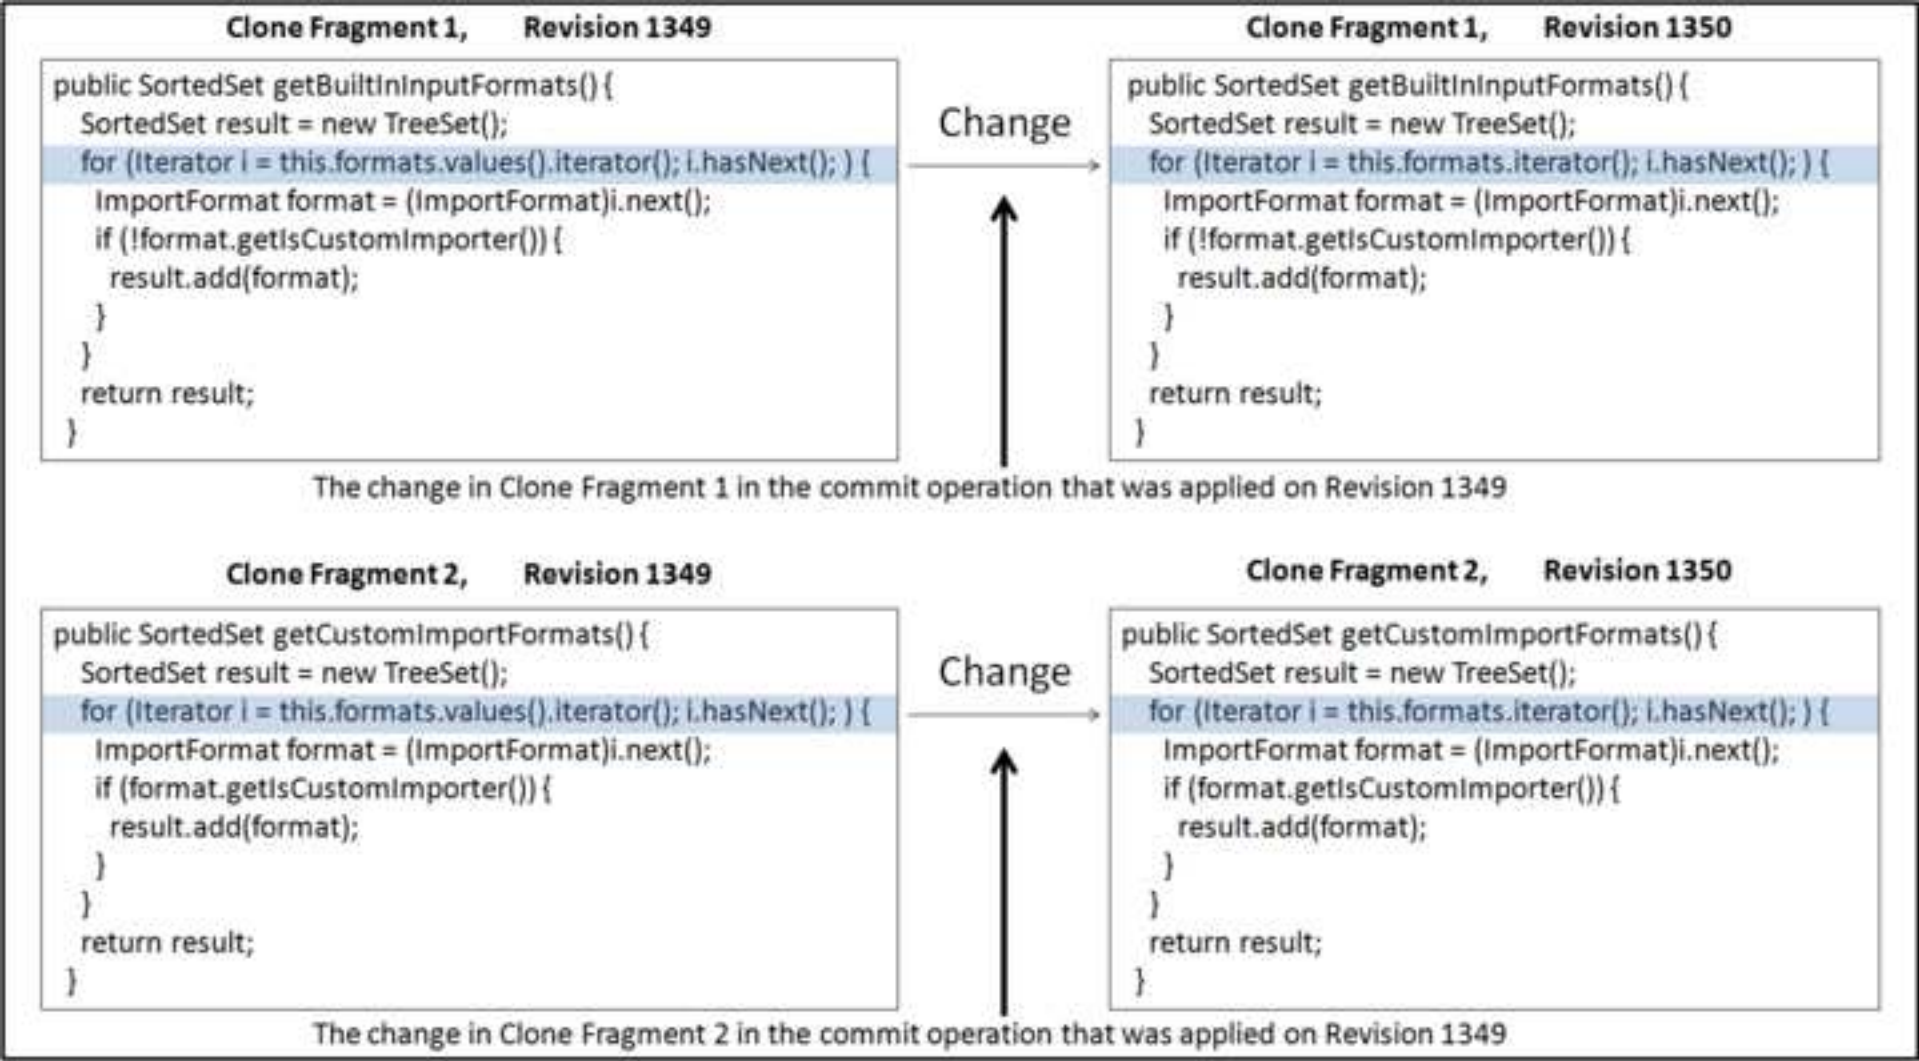 Clone Fragment 1, Revision 1349
public SortedSet getBuiltInInputFormats() {
SortedSet result = new TreeSet();
for (Iterator i = this.formats.values().iterator(); i.hasNext(); ) {
ImportFormat format = (ImportFormat)i.next();
if (!format.getIsCustomImporter()) {
result.add(format);
}
}
return result;
}
Change
Clone Fragment 1, Revision 1350
public SortedSet getBuiltInInputFormats() {
SortedSet result = new TreeSet();
for (Iterator i = this.formats.iterator(); i.hasNext(); ) {
ImportFormat format = (ImportFormat)i.next();
if (!format.getIsCustomImporter()) {
result.add(format);
}
}
return result;
}
The change in Clone Fragment 1 in the commit operation that was applied on Revision 1349
Clone Fragment 2, Revision 1349
public SortedSet getCustomImportFormats() {
SortedSet result = new TreeSet();
for (Iterator i = this.formats.values().iterator(); i.hasNext(); ) {
ImportFormat format = (ImportFormat)i.next();
if (format.getIsCustomImporter()) {
result.add(format);
}
}
return result;
}
Change
Clone Fragment 2, Revision 1350
public SortedSet getCustomImportFormats() {
SortedSet result = new TreeSet();
for (Iterator i = this.formats.iterator(); i.hasNext(); ) {
ImportFormat format = (ImportFormat)i.next();
if (format.getIsCustomImporter()) {
result.add(format);
}
}
return result;
}
The change in Clone Fragment 2 in the commit operation that was applied on Revision 1349